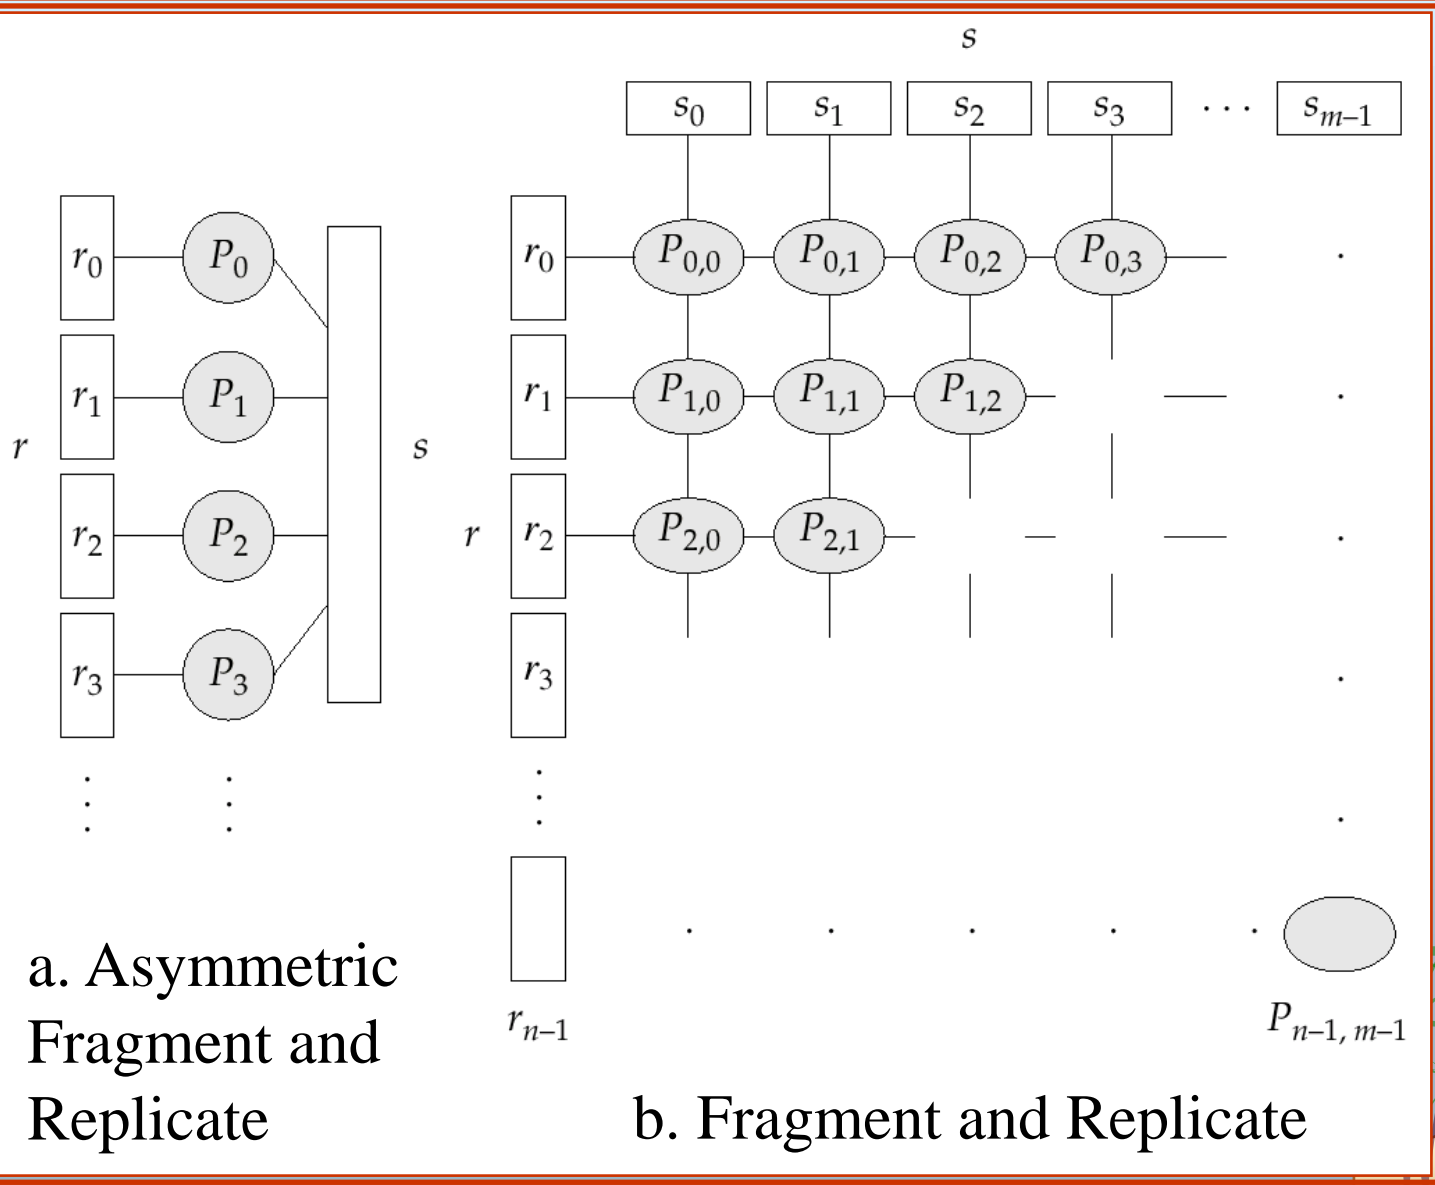 s
s0 s1 s2 s3 . . . sm–1
r0 P0 r0 P0,0 P0,1 P0,2 P0,3
r1 P1 r1 P1,0 P1,1 P1,2
r s
r2 P2 r r2 P2,0 P2,1
r3 P3 r3
a. Asymmetric
Fragment and
Replicate
rn–1 Pn–1, m–1
b. Fragment and Replicate